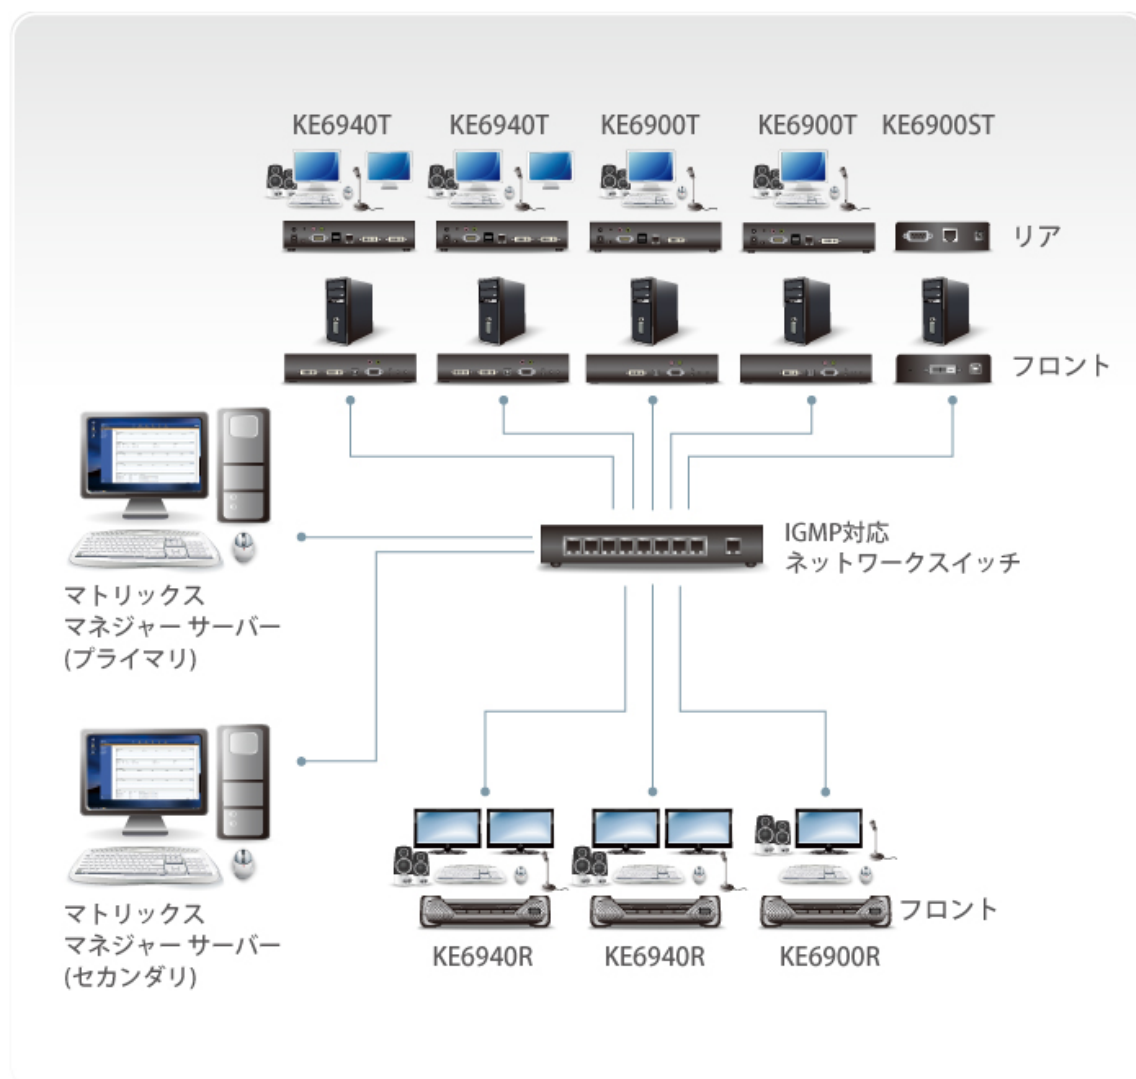 KE6940T
KE6940T
KE6900T
KE6900T
KE6900ST
リア
フロント
IGMP対応
ネットワークスイッチ
マトリックス
マネジャー サーバー
(プライマリ)
マトリックス
マネジャー サーバー
(セカンダリ)
フロント
KE6940R
KE6940R
KE6900R